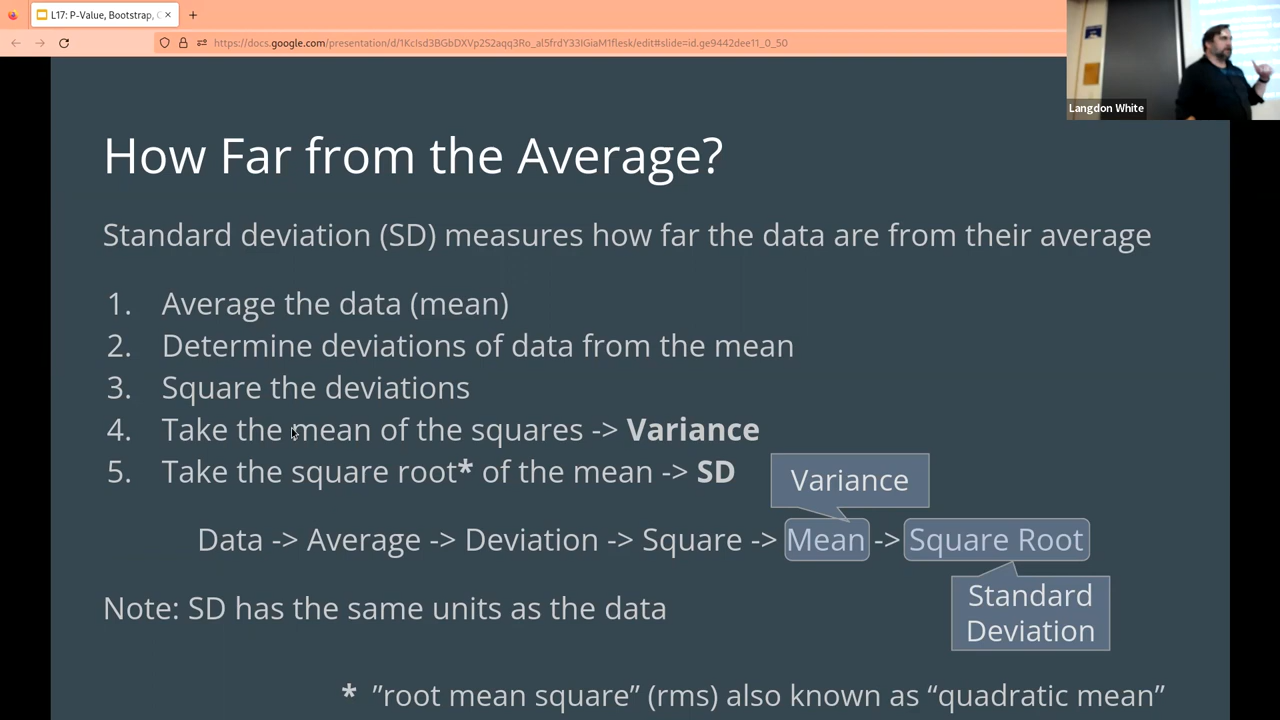 L17: P-Value, Bootstrap,
https://docs.google.com/presentation/d/1KcIsd3BGbDXVp2S2aqq3Ro_al5frdY33IGiaM1flesk/edit#slide=id.ge9442dee11_0_50
Langdon White
How Far from the Average?
Standard deviation (SD) measures how far the data are from their average
1. Average the data (mean)
2. Determine deviations of data from the mean
3. Square the deviations
4. Take the mean of the squares -> Variance
5. Take the square root* of the mean -> SD
Variance
Data -> Average -> Deviation -> Square -> Mean -> Square Root
Standard
Deviation
Note: SD has the same units as the data
* ”root mean square” (rms) also known as “quadratic mean”